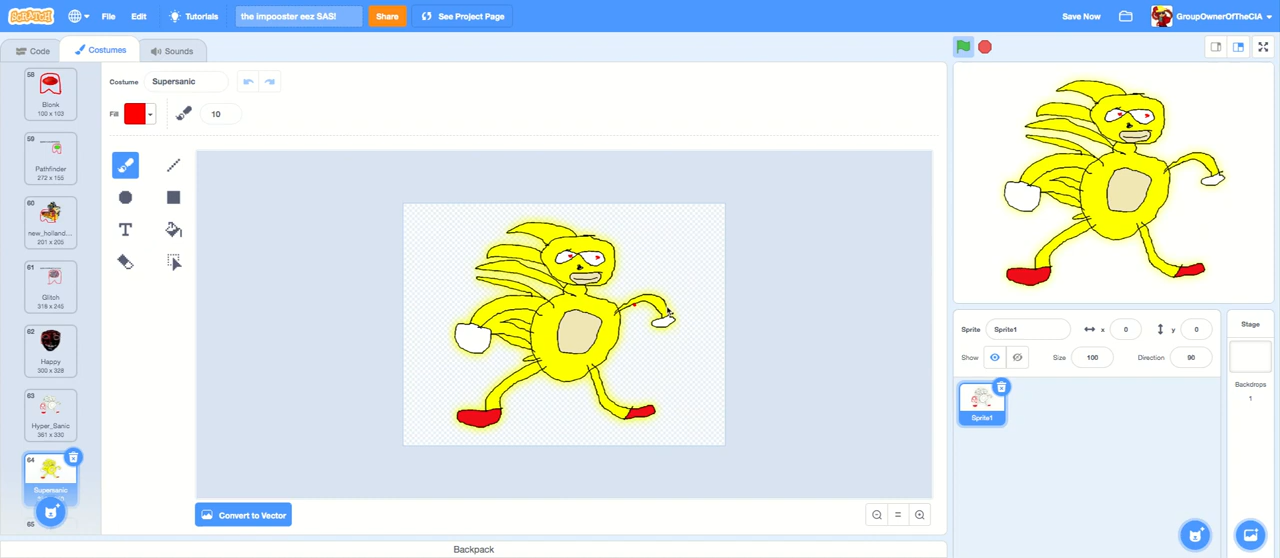 SCRATCH File Edit Tutorials the impooster eez SAS! Share See Project Page Save Now GroupOwnerOfTheCIA
Code Costumes Sounds
Costume Supersanic
Fill 10
58
Blonk
100 x 103
59
Pathfinder
272 x 155
60
new_holland....
201 x 205
61
Glitch
318 x 245
62
Happy
300 x 328
63
Hyper_Sanic
361 x 330
64
Supersanic
65
T
Convert to Vector
Backpack
Sprite Sprite1 x 0 y 0
Show Size 100 Direction 90
Sprite1
Stage
Backdrops
1